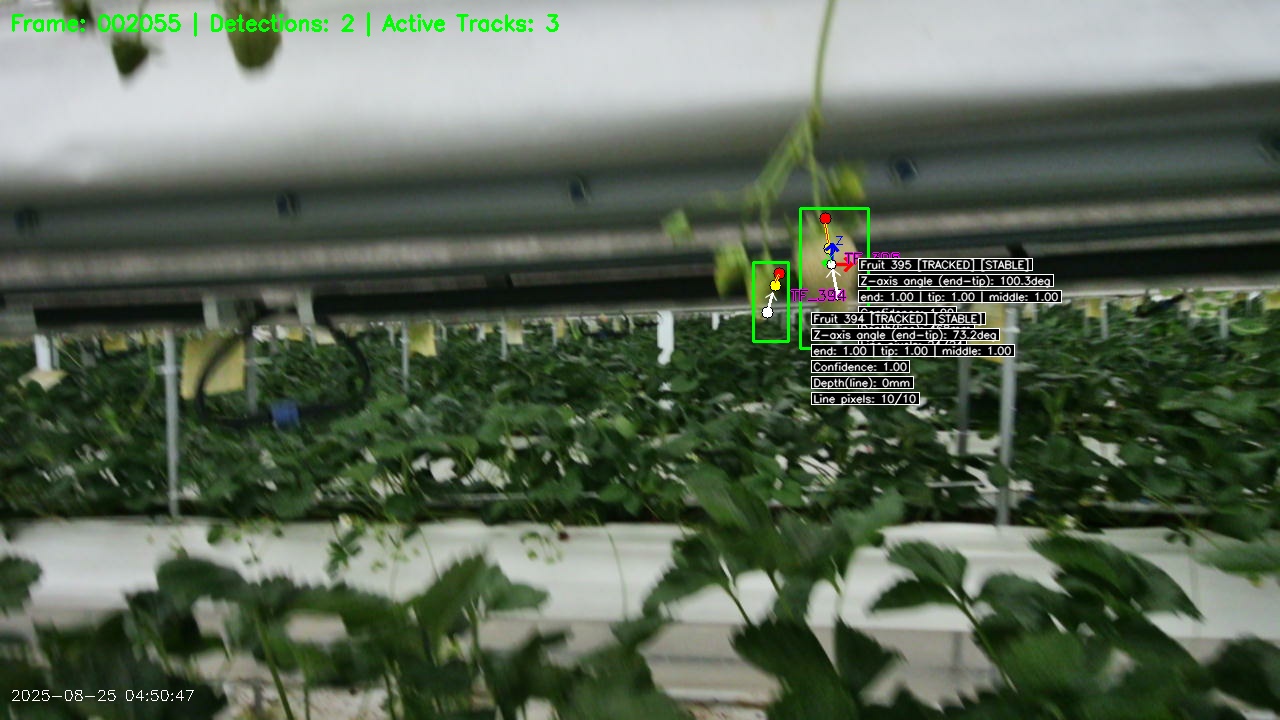 Frame: 002055 | Detections: 2 | Active Tracks: 3
Z
Fruit 395 [TRACKED] [STABLE]
Z-axis angle (end-tip): 100.3deg
end: 1.00 | tip: 1.00 | middle: 1.00
TF_394
Fruit 394 [TRACKED] [STABLE]
Z-axis angle (end-tip): 73.2deg
end: 1.00 | tip: 1.00 | middle: 1.00
Confidence: 1.00
Depth(line): 0mm
Line pixels: 10/10
2025-08-25 04:50:47